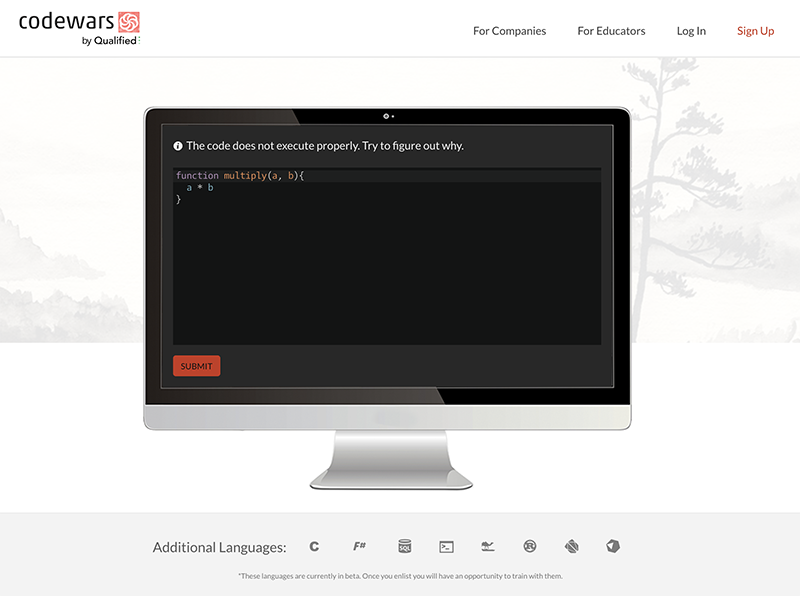 codewars
by Qualified
For Companies
For Educators
Log In
Sign Up
The code does not execute properly. Try to figure out why.
function multiply(a, b){
  a * b
}
SUBMIT
Additional Languages:
C
F#
SQL
*These languages are currently in beta. Once you enlist you will have an opportunity to train with them.